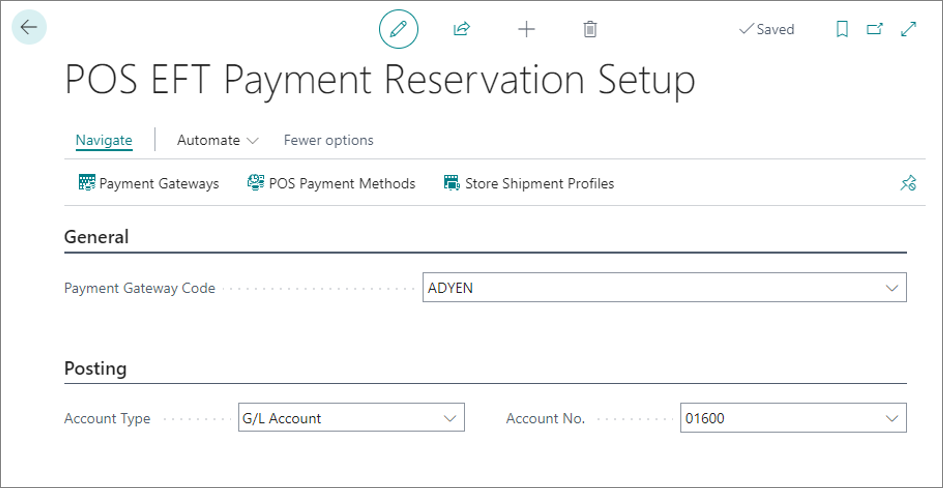 Saved
POS EFT Payment Reservation Setup
Navigate Automate Fewer options
Payment Gateways POS Payment Methods Store Shipment Profiles
General
Payment Gateway Code ADYEN
Posting
Account Type G/L Account Account No. 01600